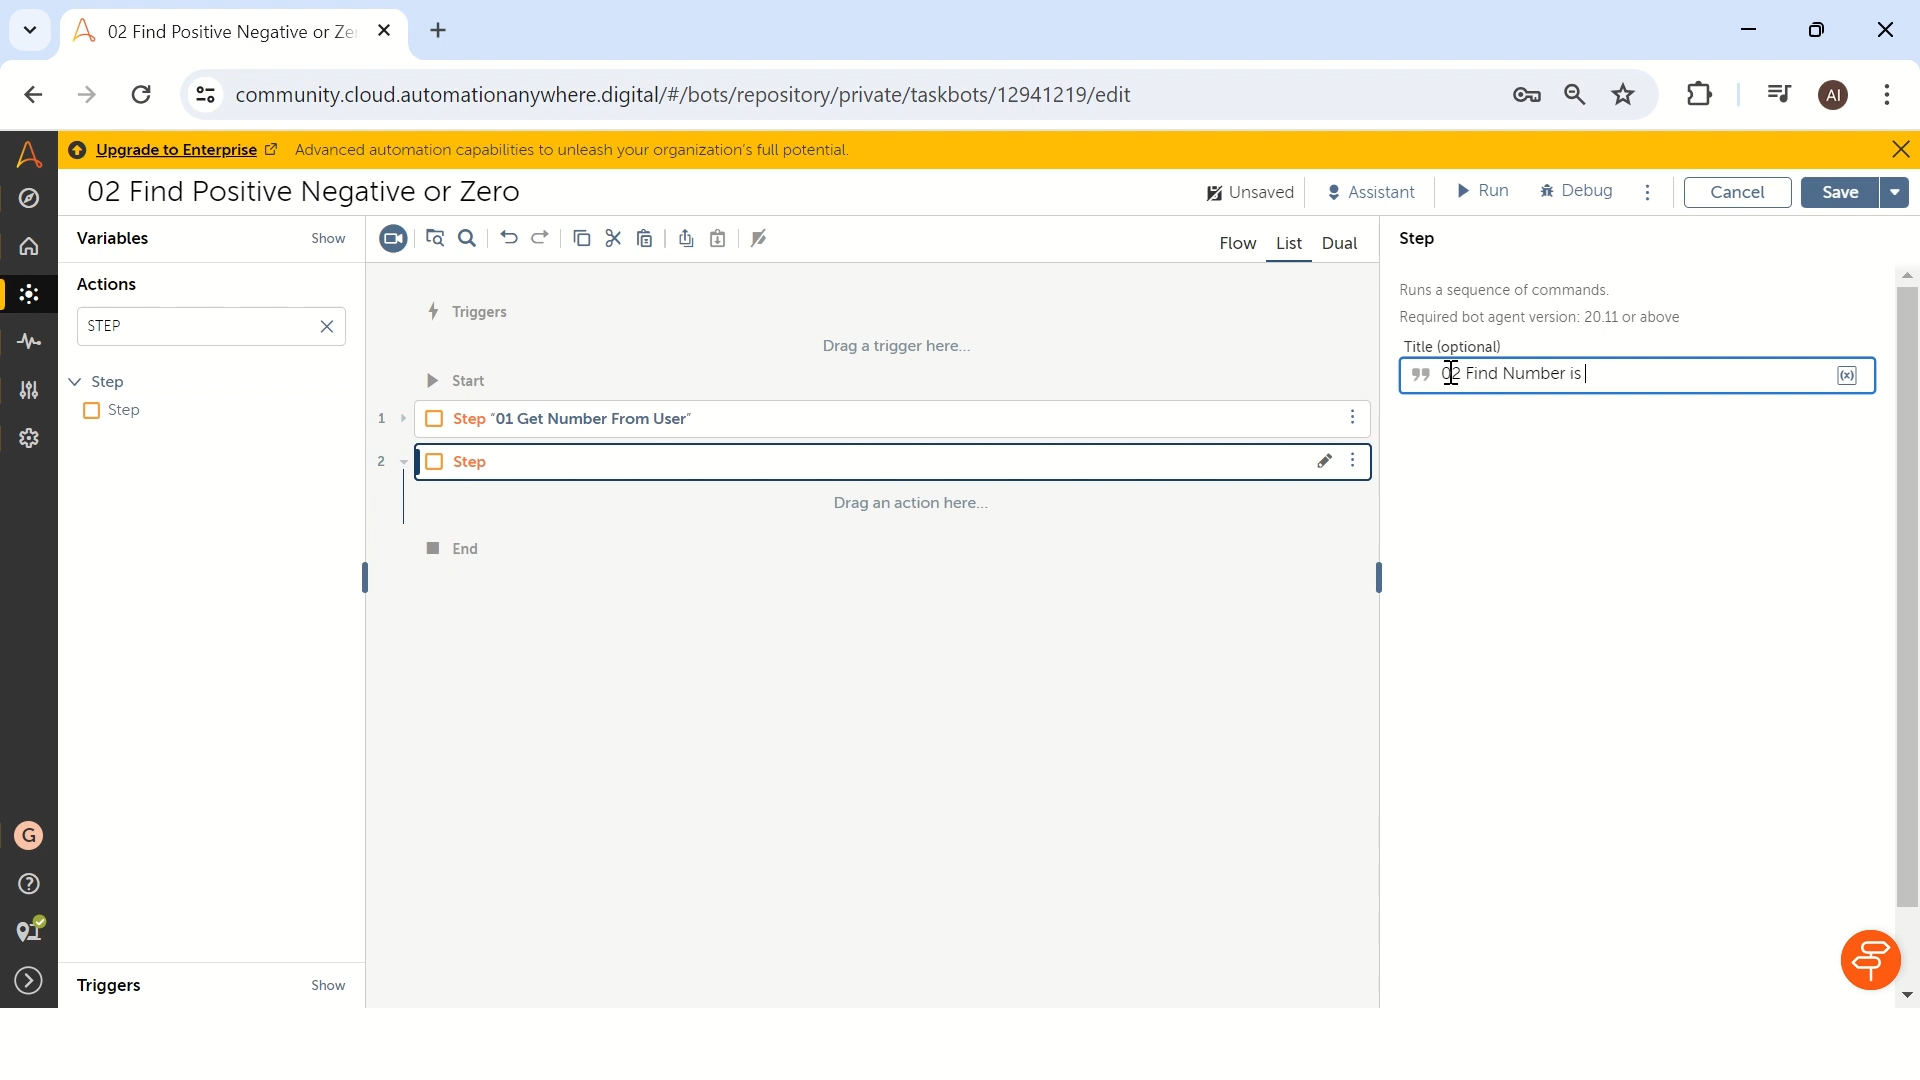 02 Find Positive Negative or Ze
community.cloud.automationanywhere.digital/#/bots/repository/private/taskbots/12941219/edit
AI
Upgrade to Enterprise
Advanced automation capabilities to unleash your organization's full potential.
02 Find Positive Negative or Zero
Unsaved
Assistant
Run
Debug
Cancel
Save
Variables
Show
Flow
List
Dual
Step
Actions
STEP
Step
Step
Triggers
Drag a trigger here...
Start
1
Step "01 Get Number From User"
2
Step
Drag an action here...
End
Runs a sequence of commands.
Required bot agent version: 20.11 or above
Title (optional)
02 Find Number is
(x)
G
Triggers
Show